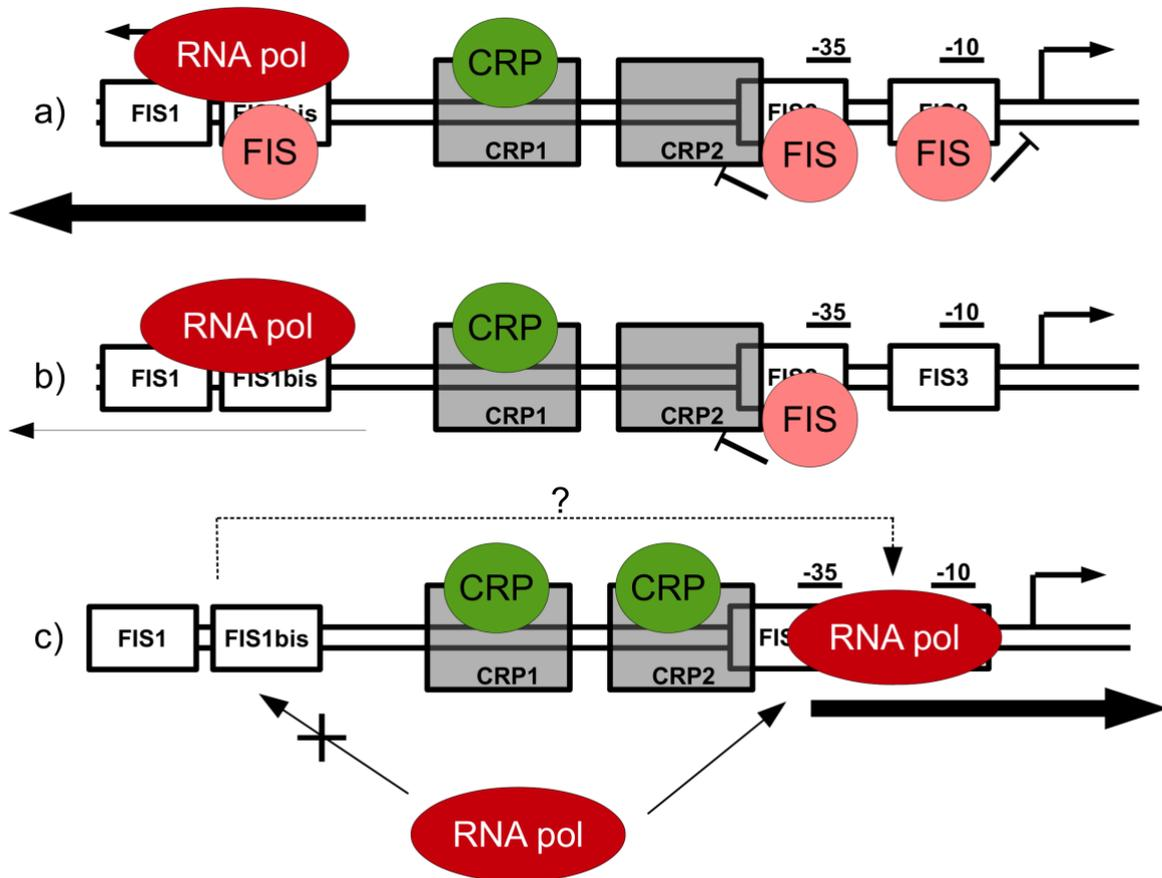 RNA pol
CRP
-35
-10
a)
FIS1
FIS
CRP1
CRP2
FIS
FIS
RNA pol
CRP
-35
-10
b)
FIS1
FIS1bis
FIS3
CRP1
CRP2
FIS
?
CRP
CRP
-35
-10
c)
FIS1
FIS1bis
FIS
RNA pol
CRP1
CRP2
RNA pol